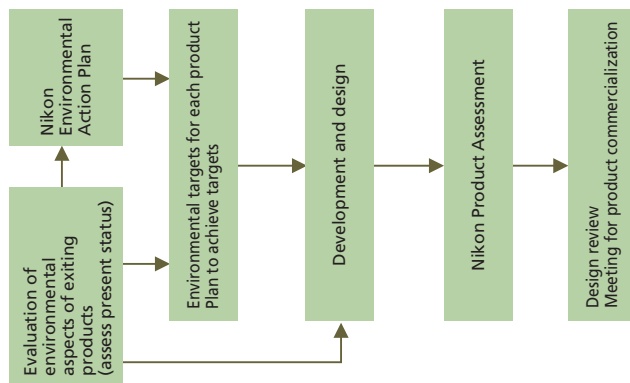 Evaluation of
environmental
aspects of exiting
products
(assess present status)
Nikon
Environmental
Action Plan
Environmental targets for each product
Plan to achieve targets
Development and design
Nikon Product Assessment
Design review
Meeting for product commercialization